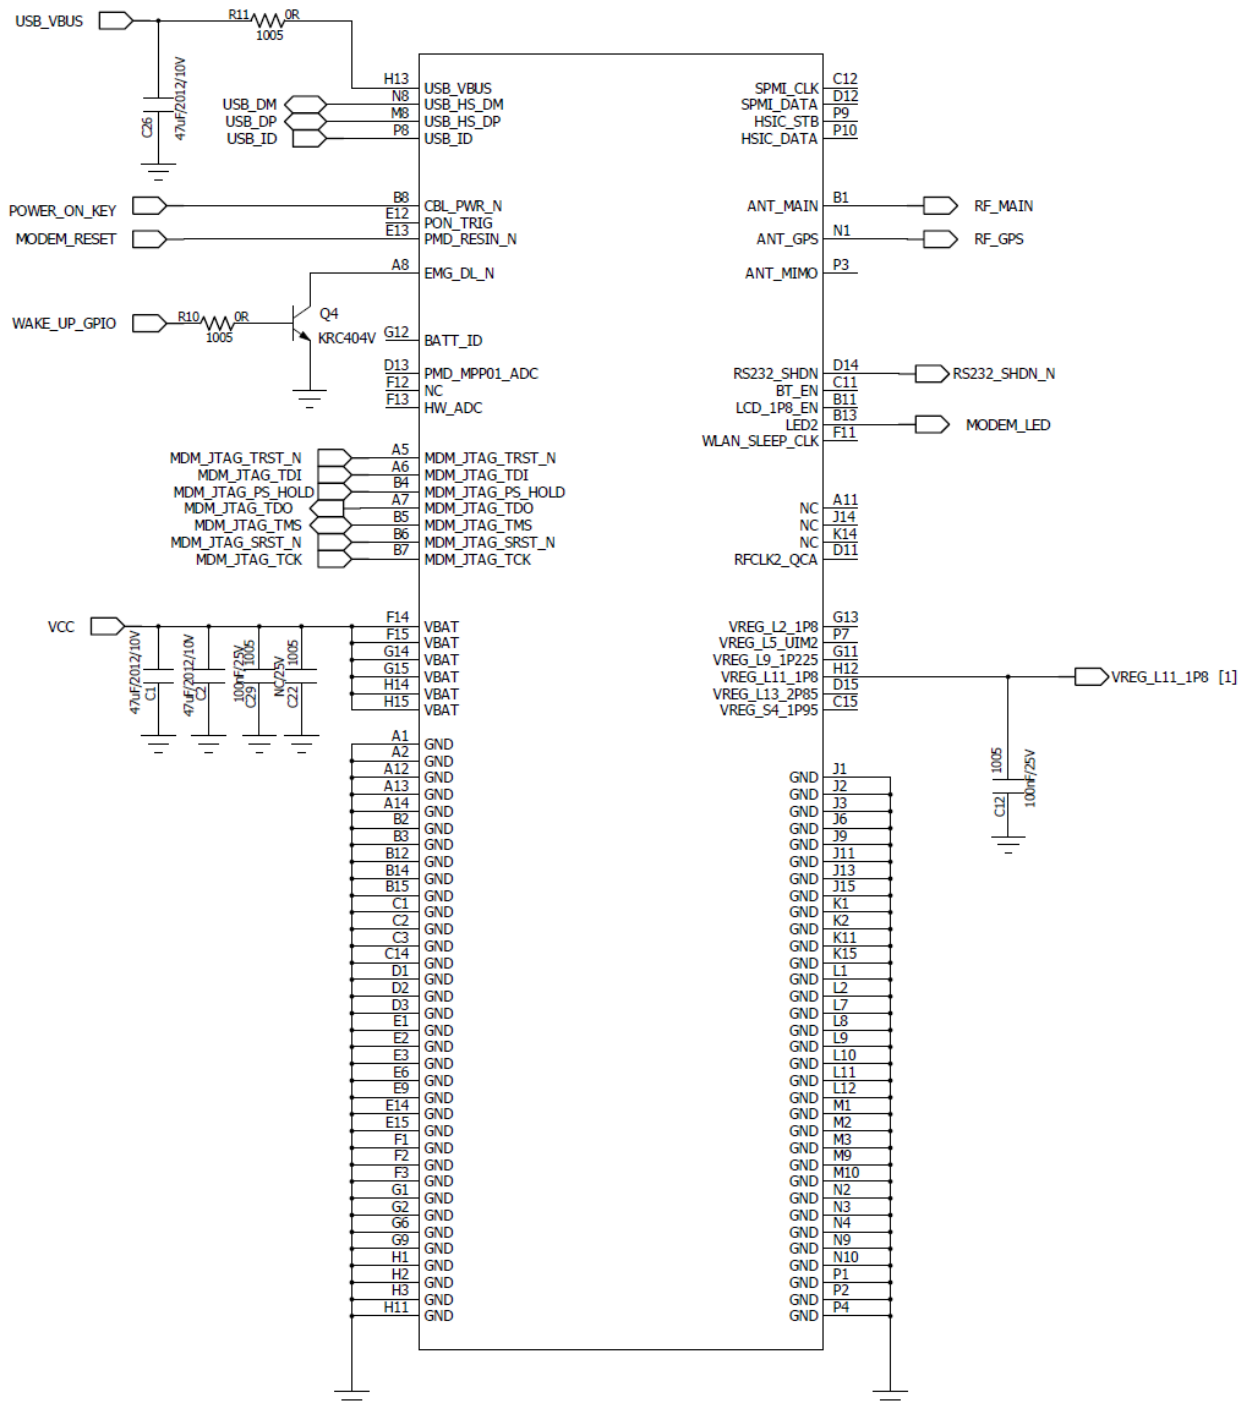 USB_VBUS R11 0R
1005
47uF/2012/10V
C26
H13 USB_VBUS SPMI_CLK C12
USB_DM N8 USB_HS_DM SPMI_DATA D12
USB_DP M8 USB_HS_DP HSIC_STB P9
USB_ID P8 USB_ID HSIC_DATA P10
POWER_ON_KEY B8 CBL_PWR_N ANT_MAIN B1 RF_MAIN
E12 PON_TRIG
MODEM_RESET E13 PMD_RESIN_N ANT_GPS N1 RF_GPS
A8 EMG_DL_N ANT_MIMO P3
WAKE_UP_GPIO R10 0R
1005
Q4
KRC404V
G12 BATT_ID
D13 PMD_MPP01_ADC RS232_SHDN D14 RS232_SHDN_N
F12 NC BT_EN C11
F13 HW_ADC LCD_1P8_EN B11
LED2 B13 MODEM_LED
WLAN_SLEEP_CLK F11
MDM_JTAG_TRST_N A5 MDM_JTAG_TRST_N
MDM_JTAG_TDI A6 MDM_JTAG_TDI
MDM_JTAG_PS_HOLD B4 MDM_JTAG_PS_HOLD
MDM_JTAG_TDO A7 MDM_JTAG_TDO NC A11
MDM_JTAG_TMS B5 MDM_JTAG_TMS NC J14
MDM_JTAG_SRST_N B6 MDM_JTAG_SRST_N NC K14
MDM_JTAG_TCK B7 MDM_JTAG_TCK RFCLK2_QCA D11
VCC F14 VBAT VREG_L2_1P8 G13
F15 VBAT VREG_L5_UIM2 P7
G14 VBAT VREG_L9_1P225 G11
G15 VBAT VREG_L11_1P8 H12 VREG_L11_1P8 [1]
H14 VBAT VREG_L13_2P85 D15
H15 VBAT VREG_S4_1P95 C15
47uF/2012/10V
C1
47uF/2012/10V
C2
100nF/25V
1005
C29
NC/25V
1005
C22
1005
100nF/25V
C12
A1 GND
A2 GND
A12 GND GND J1
A13 GND GND J2
A14 GND GND J3
B2 GND GND J6
B3 GND GND J9
B12 GND GND J11
B14 GND GND J13
B15 GND GND J15
C1 GND GND K1
C2 GND GND K2
C3 GND GND K11
C14 GND GND K15
D1 GND GND L1
D2 GND GND L2
D3 GND GND L7
E1 GND GND L8
E2 GND GND L9
E3 GND GND L10
E6 GND GND L11
E9 GND GND L12
E14 GND GND M1
E15 GND GND M2
F1 GND GND M3
F2 GND GND M9
F3 GND GND M10
G1 GND GND N2
G2 GND GND N3
G6 GND GND N4
G9 GND GND N9
H1 GND GND N10
H2 GND GND P1
H3 GND GND P2
H11 GND GND P4